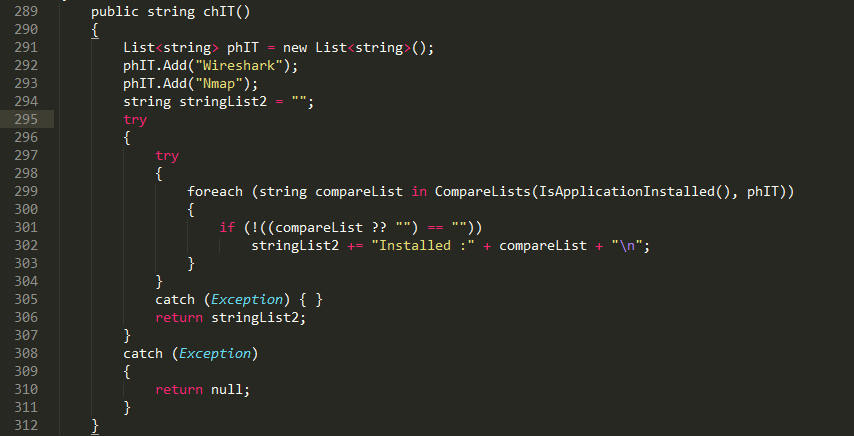 289 public string chIT()
290 {
291 List<string> phIT = new List<string>();
292 phIT.Add("Wireshark");
293 phIT.Add("Nmap");
294 string stringList2 = "";
295 try
296 {
297 try
298 {
299 foreach (string compareList in CompareLists(IsApplicationInstalled(), phIT))
300 {
301 if (!((compareList ?? "") == ""))
302 stringList2 += "Installed :" + compareList + "\n";
303 }
304 }
305 catch (Exception) { }
306 return stringList2;
307 }
308 catch (Exception)
309 {
310 return null;
311 }
312 }